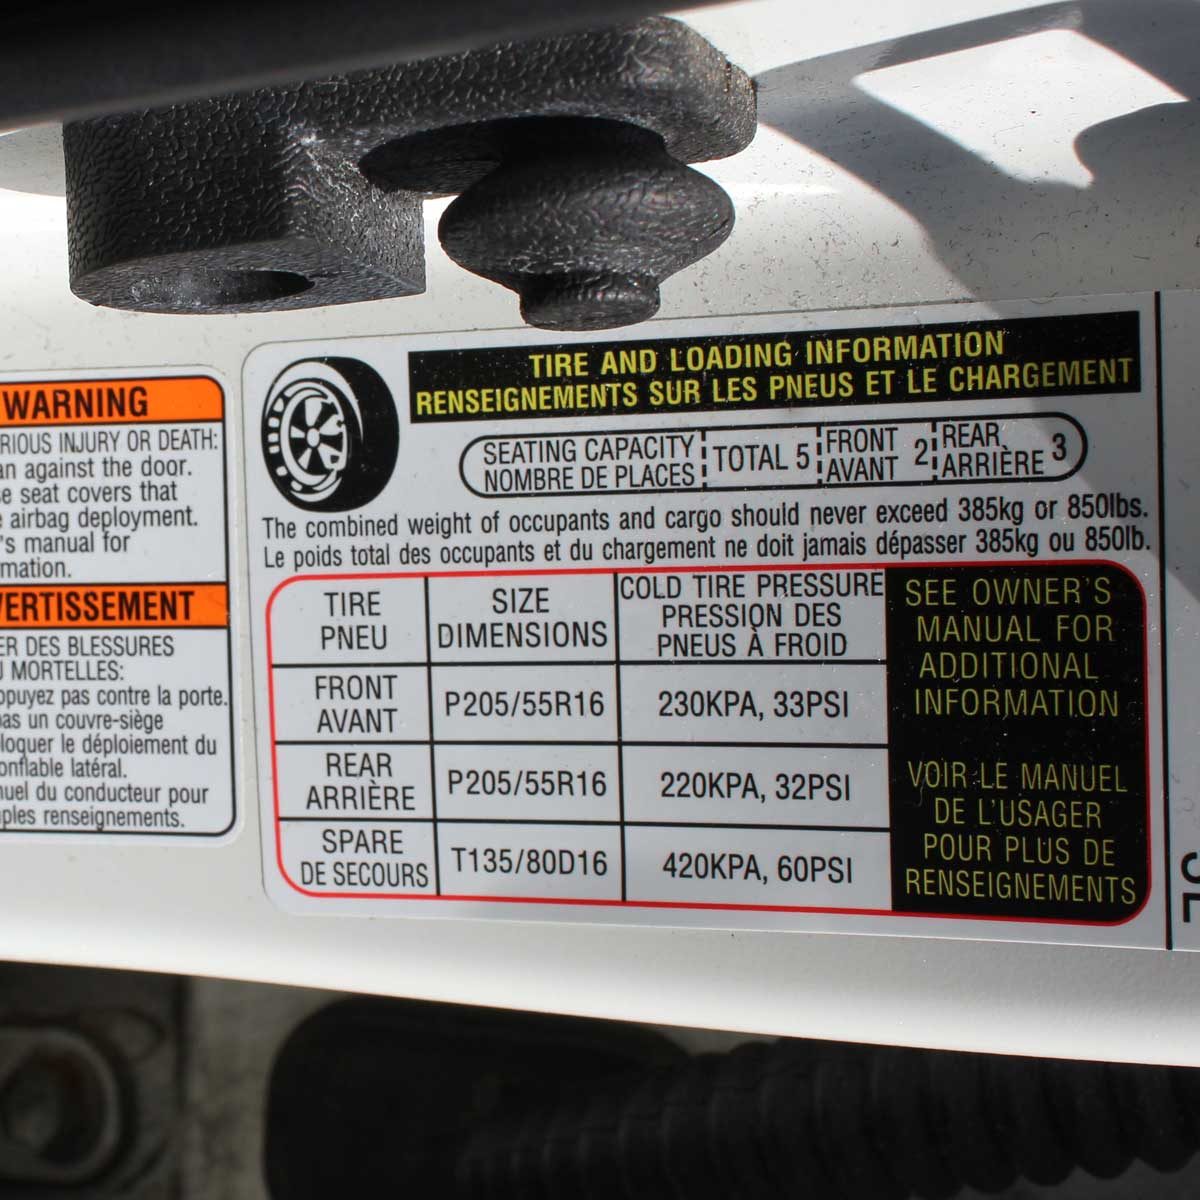 WARNING
RIOUS INJURY OR DEATH:
an against the door.
e seat covers that
airbag deployment.
's manual for
mation.
VERTISSEMENT
ER DES BLESSURES
U MORTELLES:
ppuyez pas contre la porte.
pas un couvre-siège
loquer le déploiement du
onflable latéral.
nuel du conducteur pour
ples renseignements.
TIRE AND LOADING INFORMATION
RENSEIGNEMENTS SUR LES PNEUS ET LE CHARGEMENT
SEATING CAPACITY
NOMBRE DE PLACES
TOTAL 5
FRONT
AVANT 2
REAR
ARRIÈRE 3
The combined weight of occupants and cargo should never exceed 385kg or 850lbs.
Le poids total des occupants et du chargement ne doit jamais dépasser 385kg ou 850lb.
TIRE
PNEU
SIZE
DIMENSIONS
COLD TIRE PRESSURE
PRESSION DES
PNEUS À FROID
FRONT
AVANT
P205/55R16
230KPA, 33PSI
REAR
ARRIÈRE
P205/55R16
220KPA, 32PSI
SPARE
DE SECOURS
T135/80D16
420KPA, 60PSI
SEE OWNER'S
MANUAL FOR
ADDITIONAL
INFORMATION
VOIR LE MANUEL
DE L'USAGER
POUR PLUS DE
RENSEIGNEMENTS